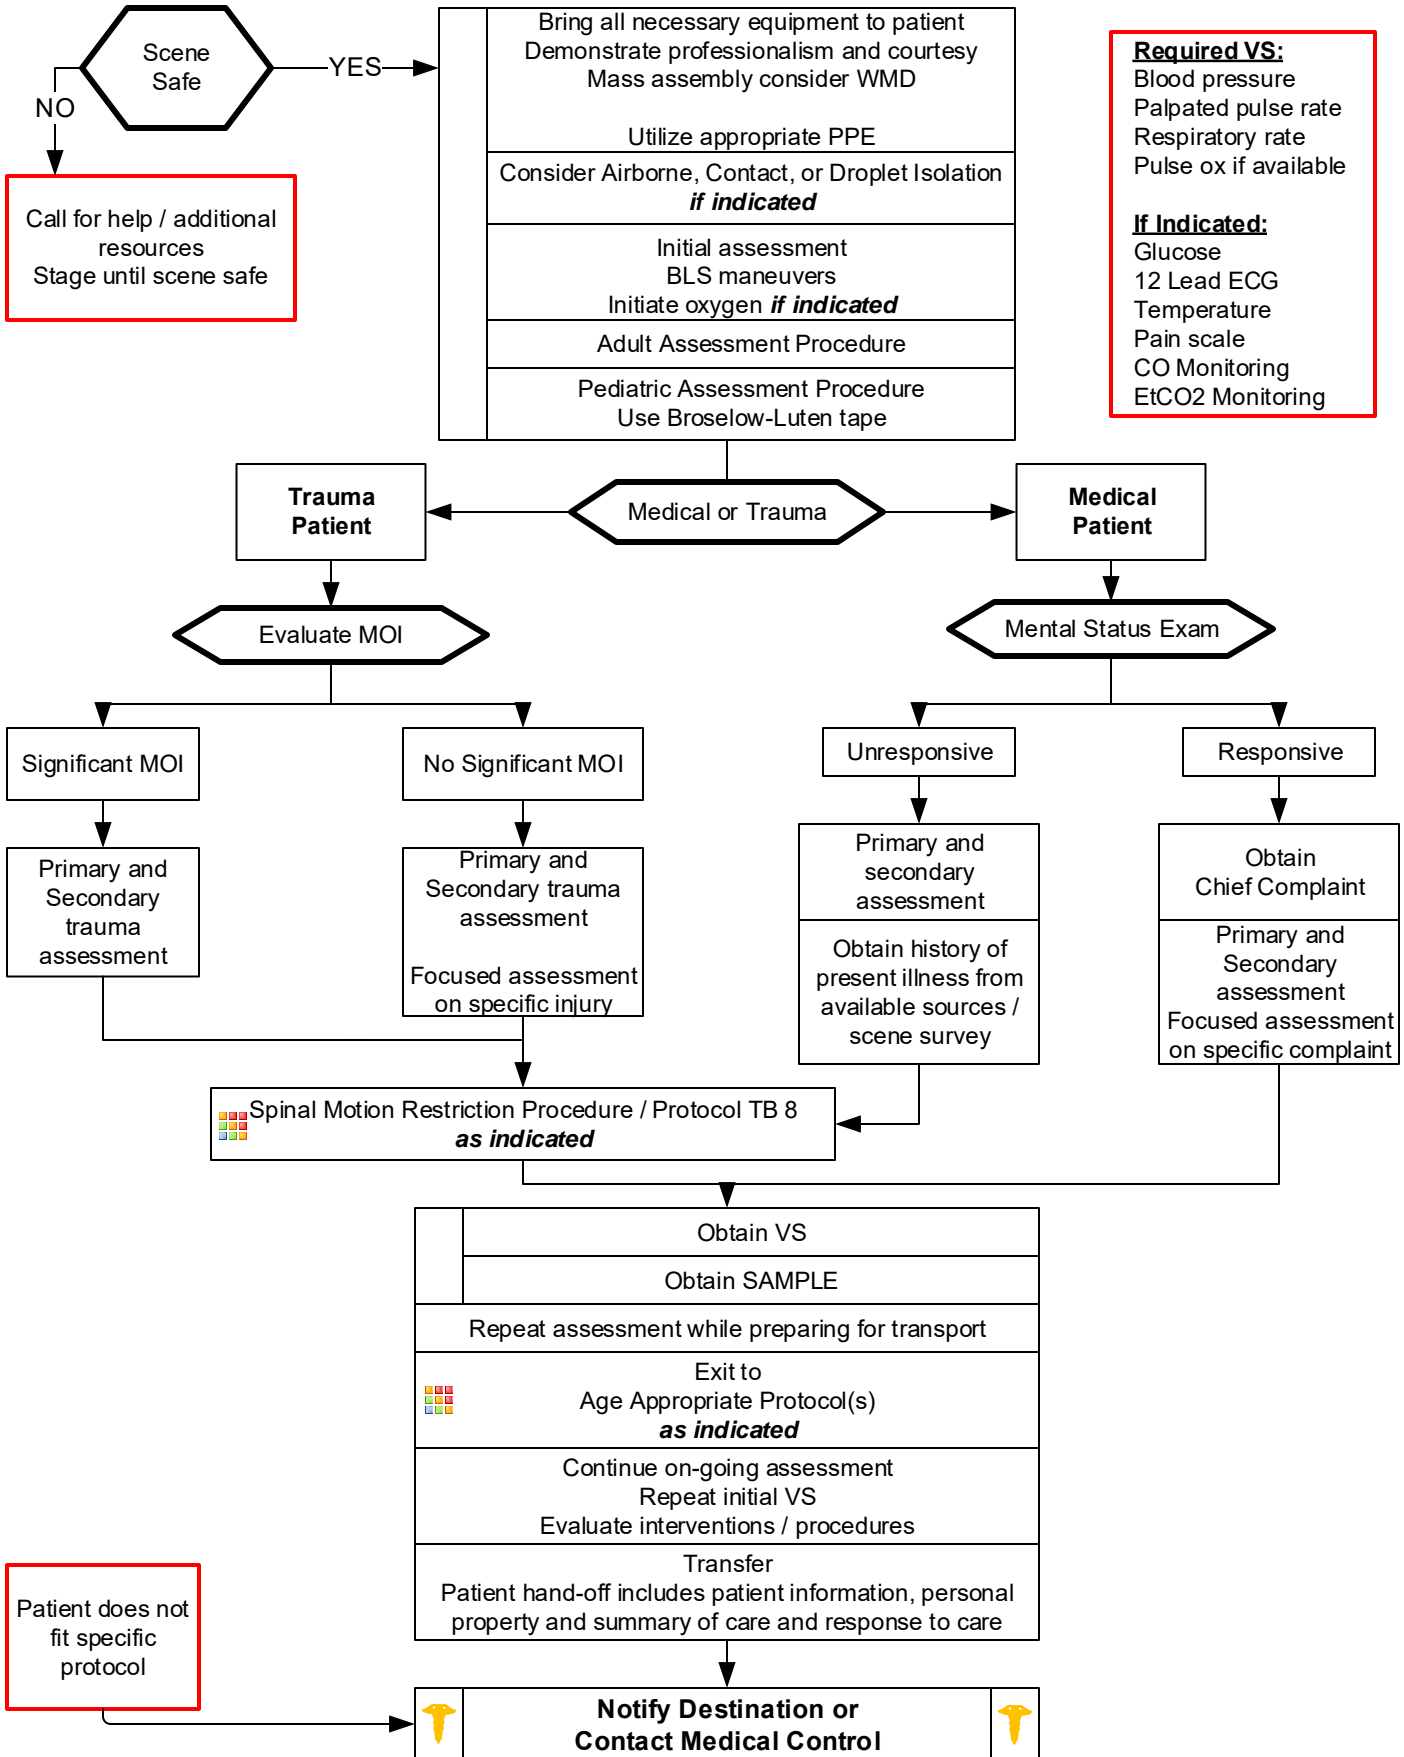 Scene
Safe
YES
NO
Call for help / additional
resources
Stage until scene safe
Bring all necessary equipment to patient
Demonstrate professionalism and courtesy
Mass assembly consider WMD
Utilize appropriate PPE
Consider Airborne, Contact, or Droplet Isolation
if indicated
Initial assessment
BLS maneuvers
Initiate oxygen if indicated
Adult Assessment Procedure
Pediatric Assessment Procedure
Use Broselow-Luten tape
Required VS:
Blood pressure
Palpated pulse rate
Respiratory rate
Pulse ox if available
If Indicated:
Glucose
12 Lead ECG
Temperature
Pain scale
CO Monitoring
EtCO2 Monitoring
Medical or Trauma
Trauma
Patient
Medical
Patient
Evaluate MOI
Mental Status Exam
Significant MOI
No Significant MOI
Unresponsive
Responsive
Primary and
Secondary
trauma
assessment
Primary and
Secondary trauma
assessment
Focused assessment
on specific injury
Primary and
secondary
assessment
Obtain history of
present illness from
available sources /
scene survey
Obtain
Chief Complaint
Primary and
Secondary
assessment
Focused assessment
on specific complaint
Spinal Motion Restriction Procedure / Protocol TB 8
as indicated
Obtain VS
Obtain SAMPLE
Repeat assessment while preparing for transport
Exit to
Age Appropriate Protocol(s)
as indicated
Continue on-going assessment
Repeat initial VS
Evaluate interventions / procedures
Transfer
Patient hand-off includes patient information, personal
property and summary of care and response to care
Patient does not
fit specific
protocol
Notify Destination or
Contact Medical Control